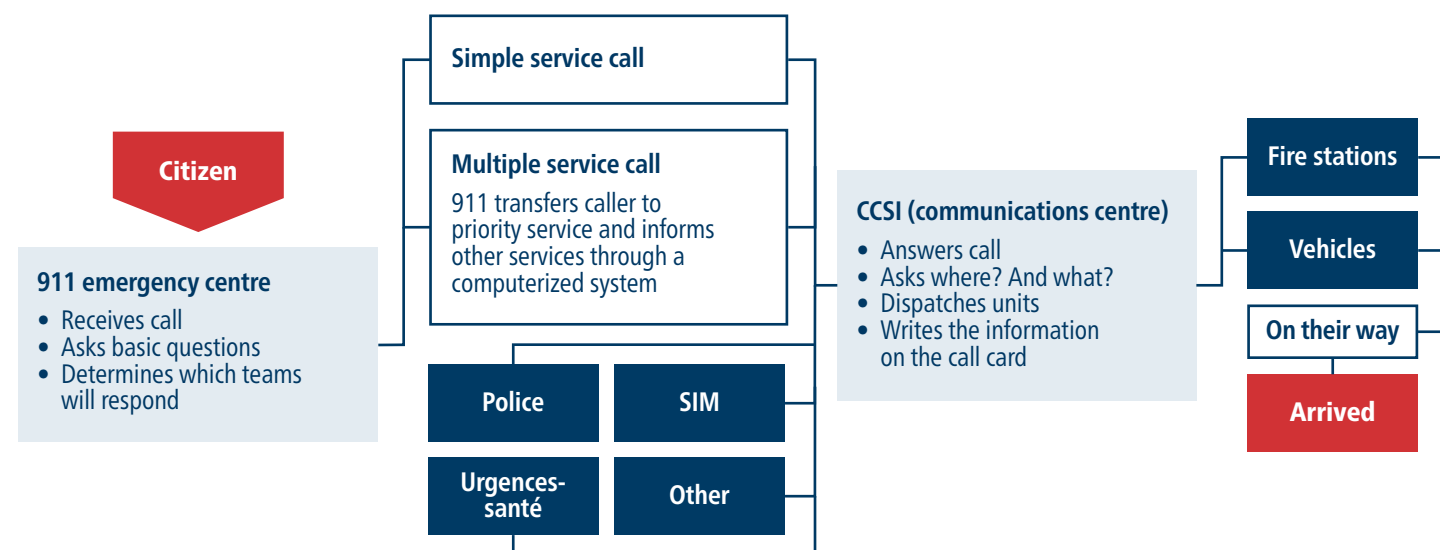 Citizen
911 emergency centre
• Receives call
• Asks basic questions
• Determines which teams
will respond
Simple service call
Multiple service call
911 transfers caller to
priority service and informs
other services through a
computerized system
Police
SIM
Urgences-
santé
Other
CCSI (communications centre)
• Answers call
• Asks where? And what?
• Dispatches units
• Writes the information
on the call card
Fire stations
Vehicles
On their way
Arrived